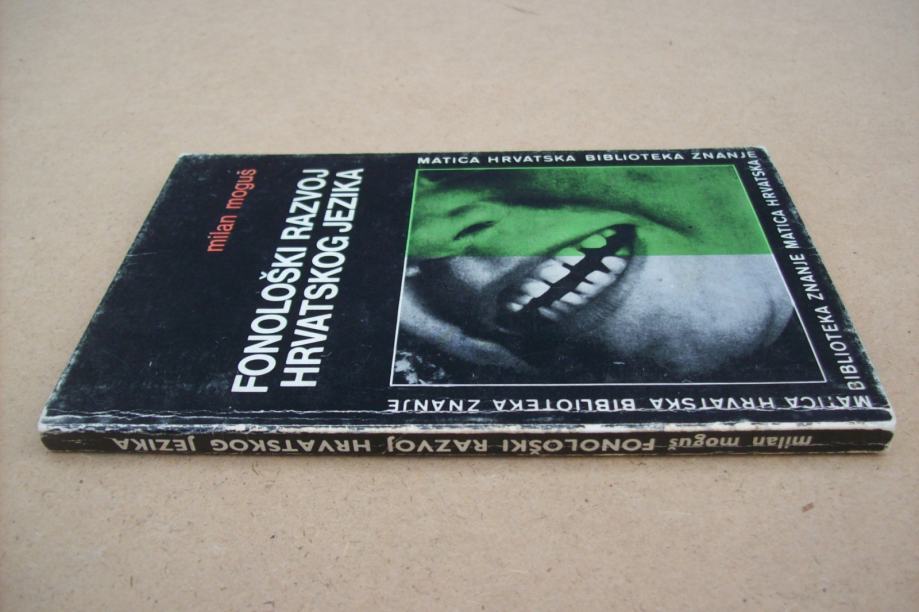 milan moguš
FONOLOŠKI RAZVOJ
HRVATSKOG JEZIKA
MATICA HRVATSKA BIBLIOTEKA ZNANJE
BIBLIOTEKA ZNANJE MATICA HRVATSKA
MATICA HRVATSKA BIBLIOTEKA ZNANJE
milan moguš FONOLOŠKI RAZVOJ HRVATSKOG JEZIKA